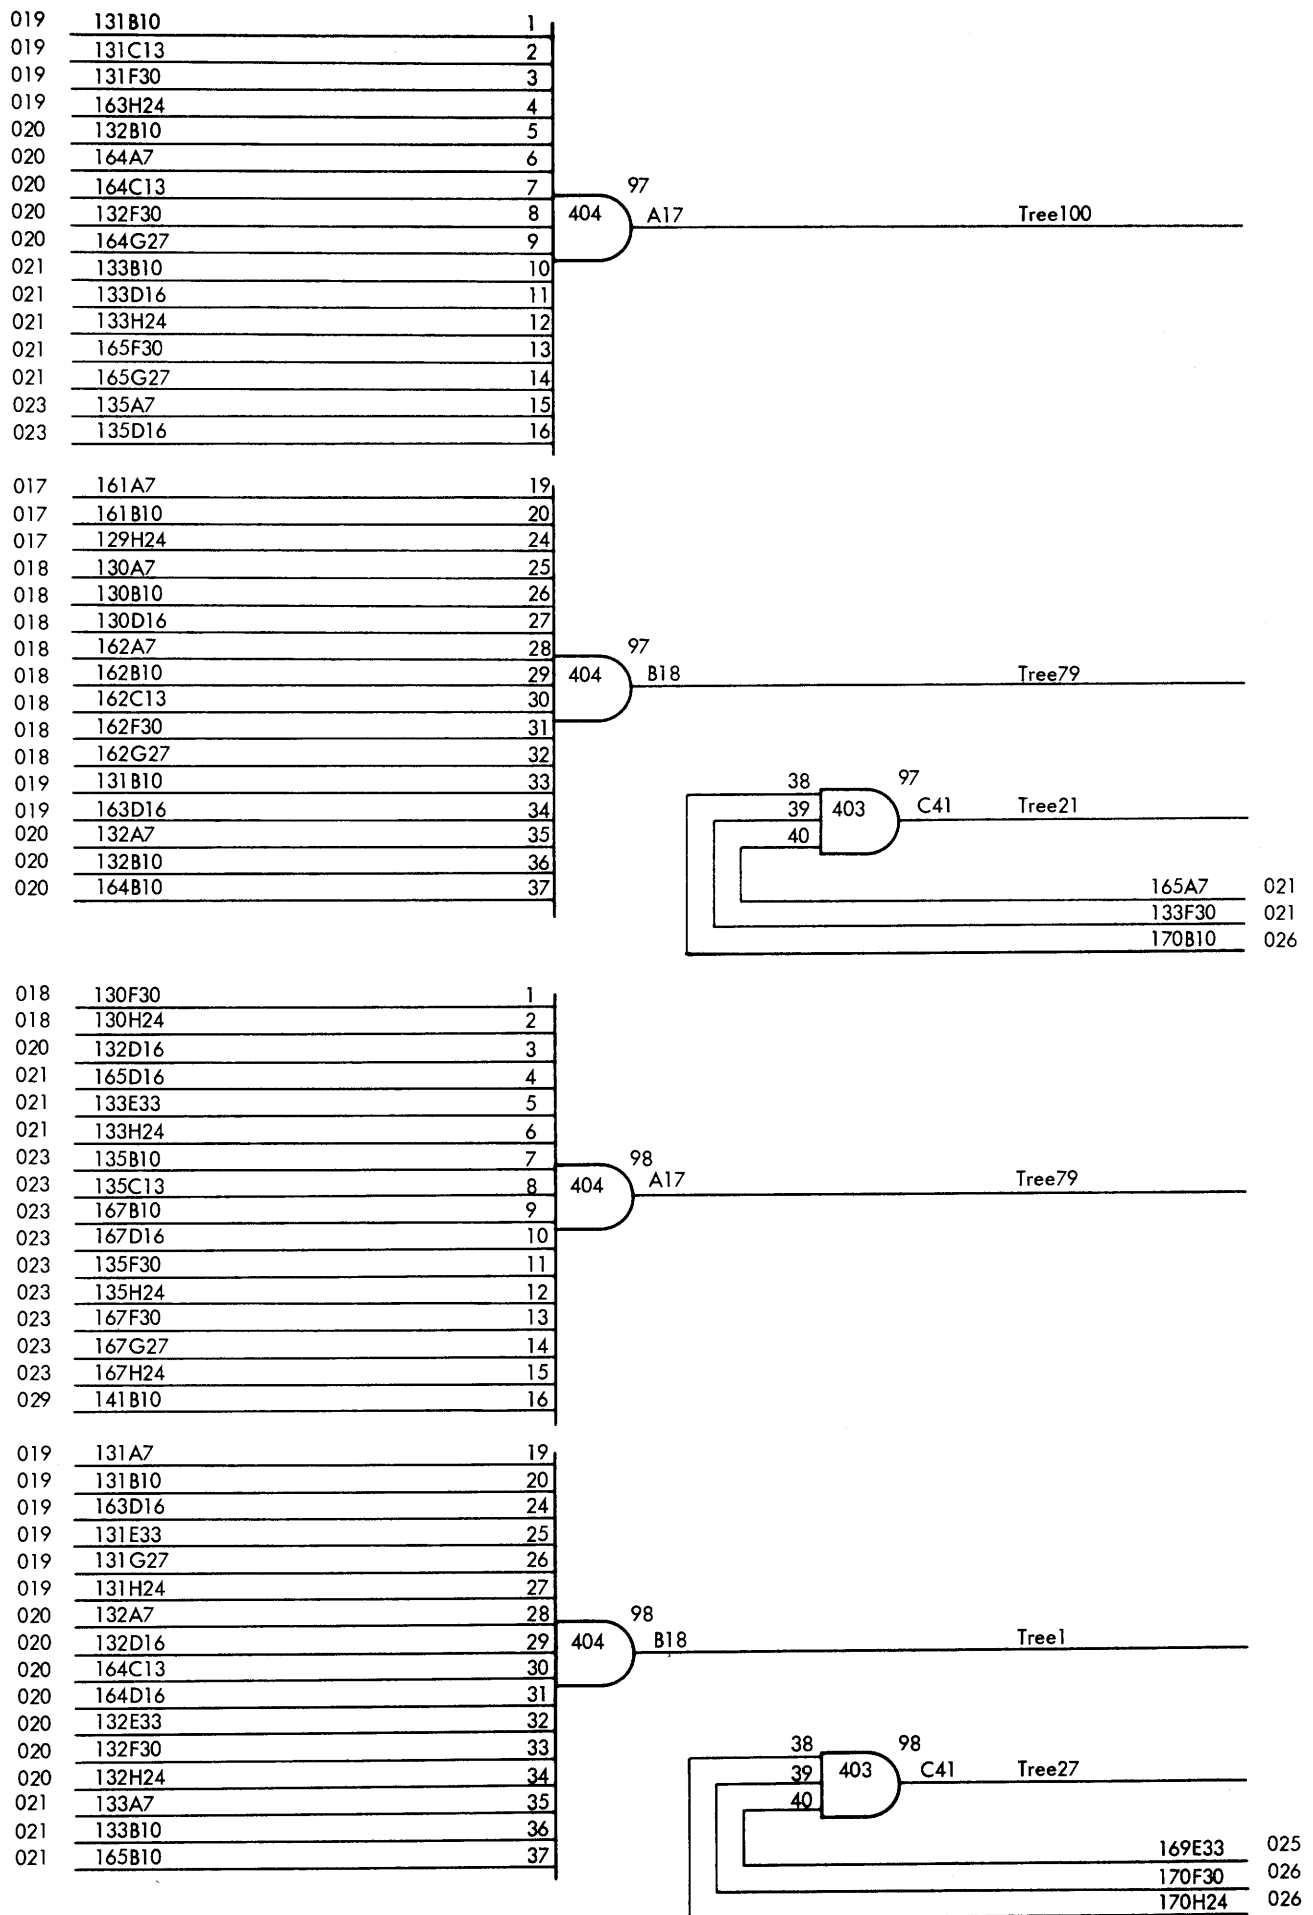 019 131B10 1
019 131C13 2
019 131F30 3
019 163H24 4
020 132B10 5
020 164A7 6
020 164C13 7
020 132F30 8
020 164G27 9
021 133B10 10
021 133D16 11
021 133H24 12
021 165F30 13
021 165G27 14
023 135A7 15
023 135D16 16
97
404 A17 Tree100
017 161A7 19
017 161B10 20
017 129H24 24
018 130A7 25
018 130B10 26
018 130D16 27
018 162A7 28
018 162B10 29
018 162C13 30
018 162F30 31
018 162G27 32
019 131B10 33
019 163D16 34
020 132A7 35
020 132B10 36
020 164B10 37
97
404 B18 Tree79
38 97
39 403 C41 Tree21
40
165A7 021
133F30 021
170B10 026
018 130F30 1
018 130H24 2
020 132D16 3
021 165D16 4
021 133E33 5
021 133H24 6
023 135B10 7
023 135C13 8
023 167B10 9
023 167D16 10
023 135F30 11
023 135H24 12
023 167F30 13
023 167G27 14
023 167H24 15
029 141B10 16
98
404 A17 Tree79
019 131A7 19
019 131B10 20
019 163D16 24
019 131E33 25
019 131G27 26
019 131H24 27
020 132A7 28
020 132D16 29
020 164C13 30
020 164D16 31
020 132E33 32
020 132F30 33
020 132H24 34
021 133A7 35
021 133B10 36
021 165B10 37
98
404 B18 Tree1
38 98
39 403 C41 Tree27
40
169E33 025
170F30 026
170H24 026